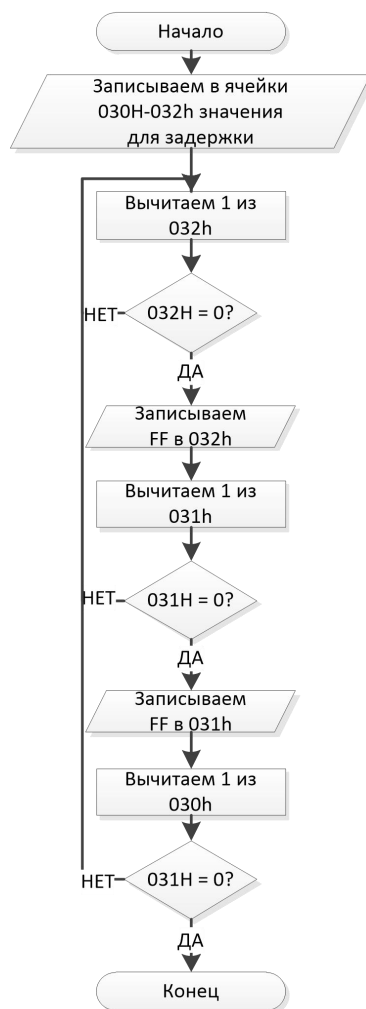 Начало
Записываем в ячейки
030H-032h значения
для задержки
Вычитаем 1 из
032h
НЕТ
032H = 0?
ДА
Записываем
FF в 032h
Вычитаем 1 из
031h
НЕТ
031H = 0?
ДА
Записываем
FF в 031h
Вычитаем 1 из
030h
НЕТ
031H = 0?
ДА
Конец